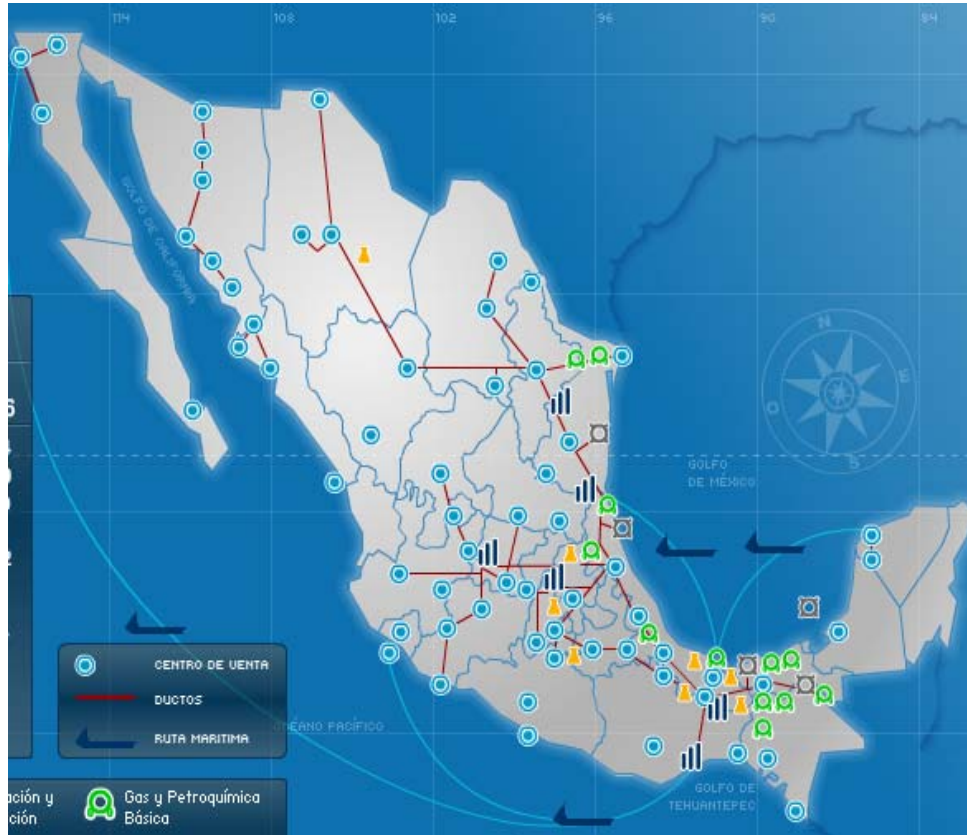 114 108 102 96 90 84
GOLFO DE CALIFORNIA
N
E
O
S
GOLFO
DE MÉXICO
CENTRO DE VENTA
DUCTOS
RUTA MARITIMA
OCÉANO PACÍFICO
GOLFO DE
TEHUANTEPEC
ación y
ción
Gas y Petroquímica
Básica